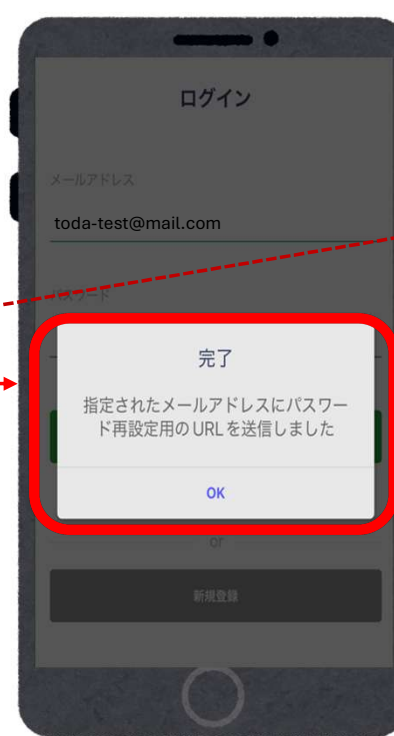 ログイン
メールアドレス
toda-test@mail.com
パスワード
完了
指定されたメールアドレスにパスワー
ド再設定用のURLを送信しました
OK
or
新規登録